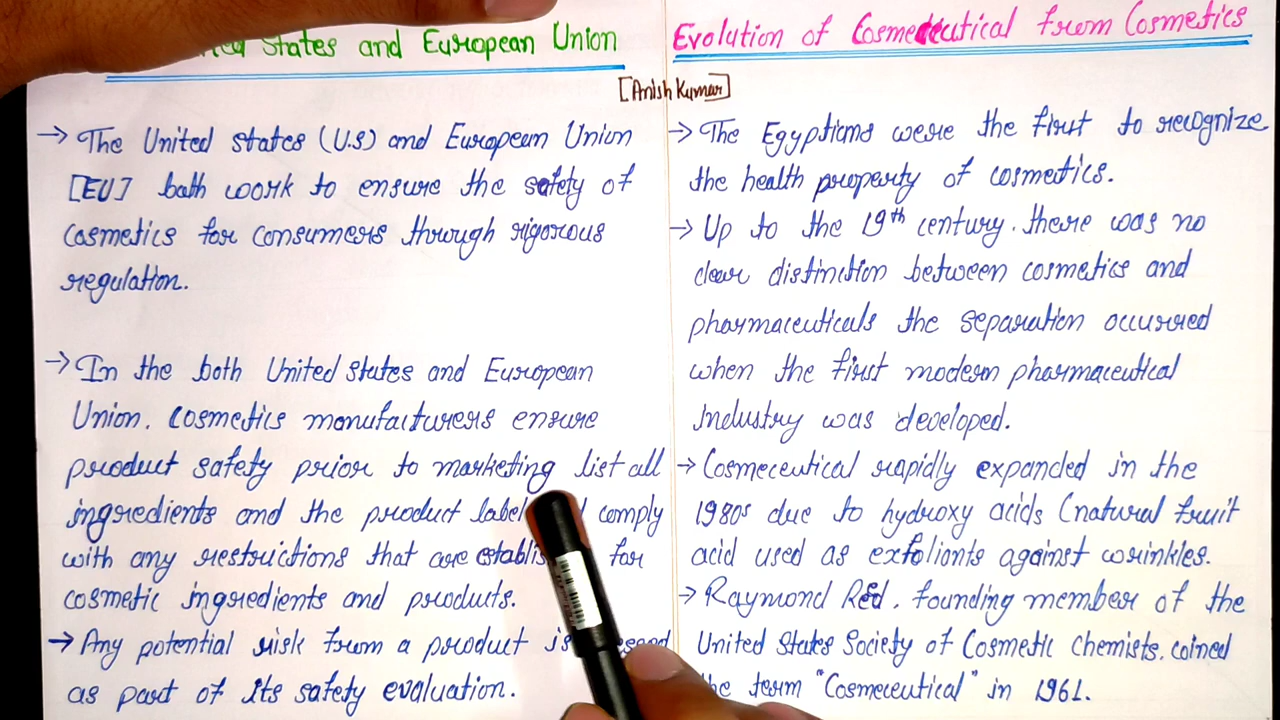 States and European Union
[Anish Kumar]
→ The United States (U.S) and European Union
[EU] both work to ensure the safety of
cosmetics for consumers through rigorous
regulation.
→ In the both United States and European
Union. cosmetics manufacturers ensure
product safety prior to marketing list all
ingredients and the product label comply
with any restrictions that are for
cosmetic ingredients and products.
→ Any potential risk from a product is
as part of Its safety evaluation.
Evolution of Cosmeceutical from Cosmetics
→ The Egyptians were the first to recognize
the health property of cosmetics.
→ Up to the 19th century. there was no
clear distinction between cosmetics and
pharmaceuticals the separation occurred
when the first modern pharmaceutical
Industry was developed.
→ Cosmeceutical rapidly expanded in the
1980s due to hydroxy acids (natural fruit
acid used as exfoliants against wrinkles.
→ Raymond Reed. founding member of the
United States Society of Cosmetic Chemists. coined
the term "Cosmeceutical" in 1961.